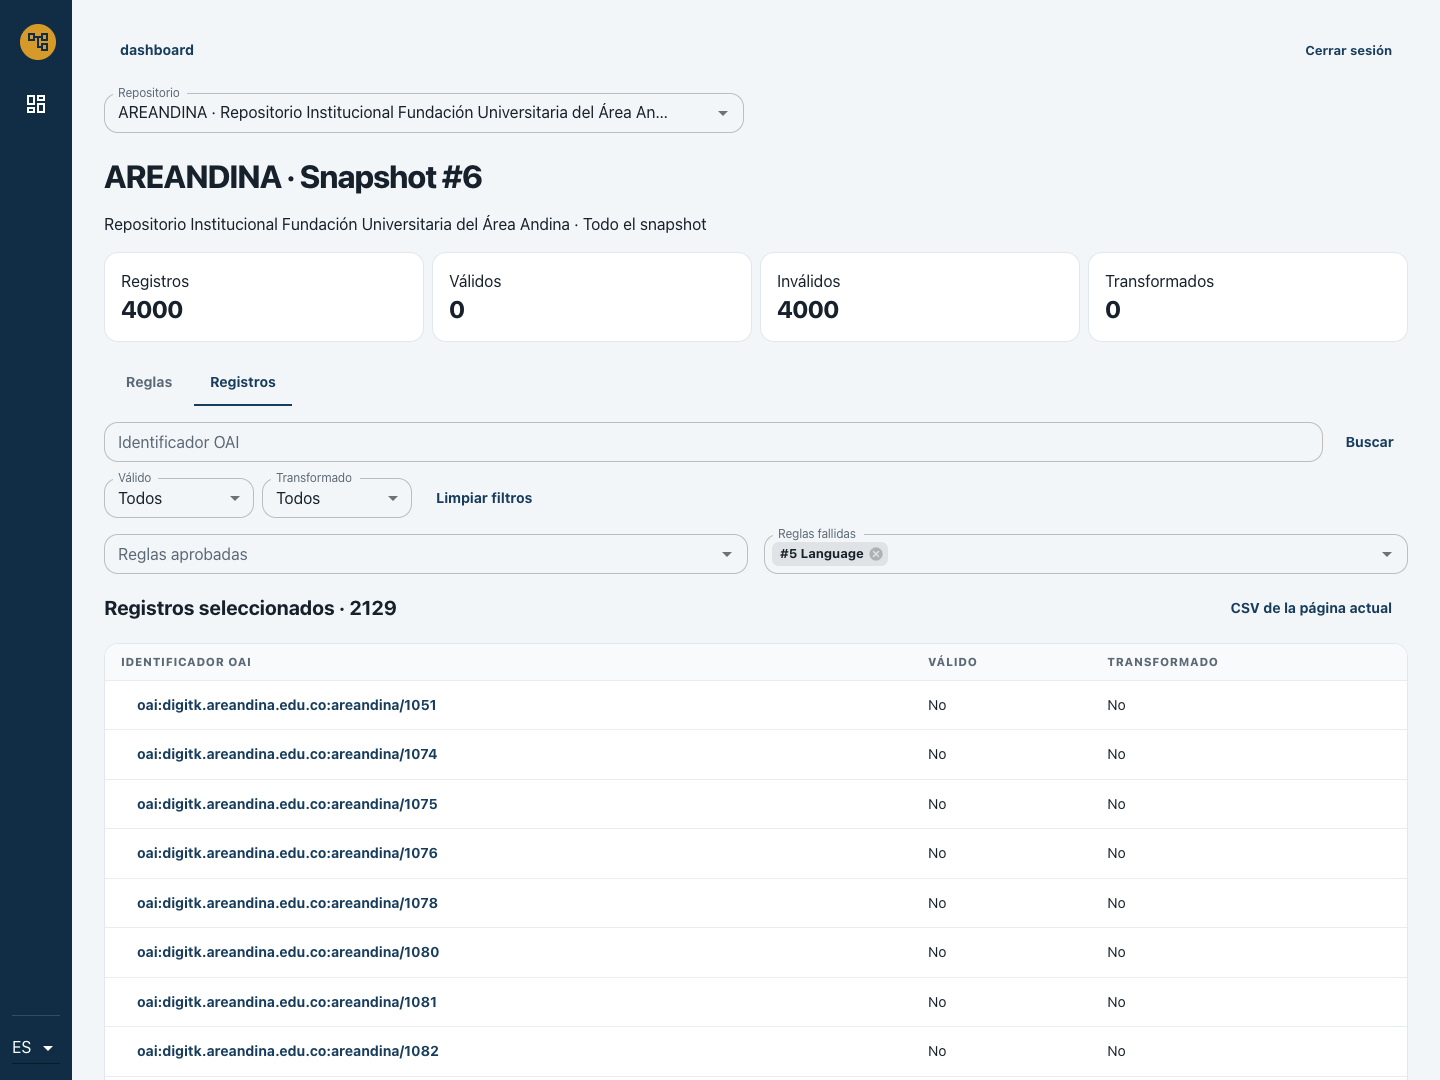 dashboard
Cerrar sesión
Repositorio
AREANDINA · Repositorio Institucional Fundación Universitaria del Área An...
AREANDINA · Snapshot #6
Repositorio Institucional Fundación Universitaria del Área Andina · Todo el snapshot
Registros
4000
Válidos
0
Inválidos
4000
Transformados
0
Reglas
Registros
Identificador OAI
Buscar
Válido
Todos
Transformado
Todos
Limpiar filtros
Reglas aprobadas
Reglas fallidas
#5 Language
Registros seleccionados · 2129
CSV de la página actual
IDENTIFICADOR OAI VÁLIDO TRANSFORMADO
oai:digitk.areandina.edu.co:areandina/1051 No No
oai:digitk.areandina.edu.co:areandina/1074 No No
oai:digitk.areandina.edu.co:areandina/1075 No No
oai:digitk.areandina.edu.co:areandina/1076 No No
oai:digitk.areandina.edu.co:areandina/1078 No No
oai:digitk.areandina.edu.co:areandina/1080 No No
oai:digitk.areandina.edu.co:areandina/1081 No No
oai:digitk.areandina.edu.co:areandina/1082 No No
ES